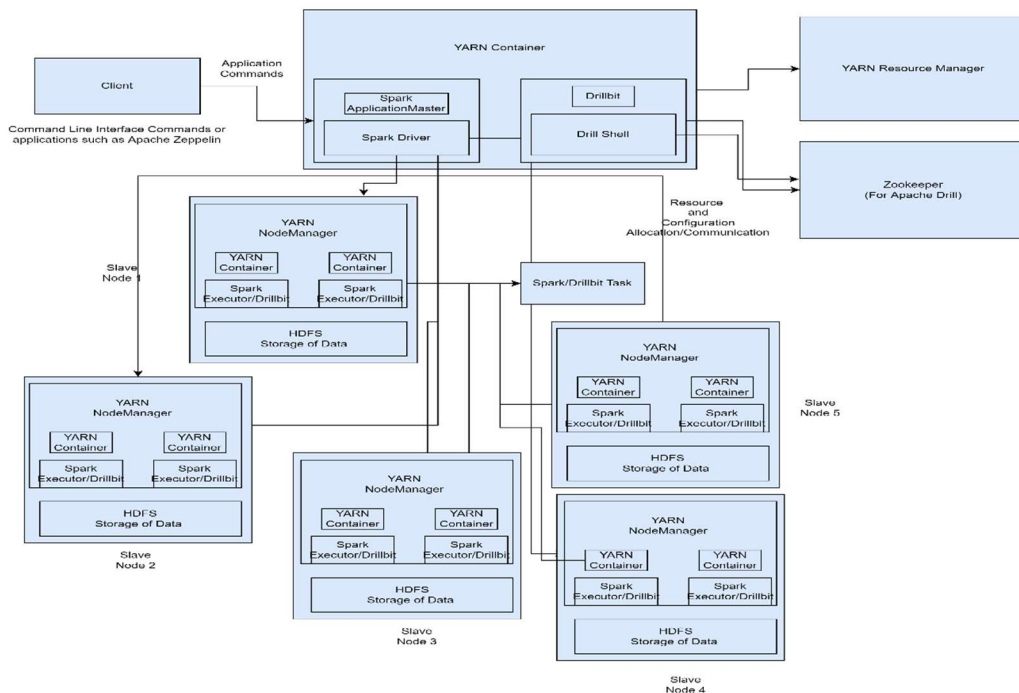 YARN Container
Client
Application
Commands
Command Line Interface Commands or
applications such as Apache Zeppelin
Spark
ApplicationMaster
Spark Driver
Drillbit
Drill Shell
YARN Resource Manager
Zookeeper
(For Apache Drill)
Resource
and
Configuration
Allocation/Communication
Slave
Node 1
YARN
NodeManager
YARN
Container
YARN
Container
Spark
Executor/Drillbit
Spark
Executor/Drillbit
HDFS
Storage of Data
Spark/Drillbit Task
YARN
NodeManager
YARN
Container
YARN
Container
Spark
Executor/Drillbit
Spark
Executor/Drillbit
HDFS
Storage of Data
Slave
Node 5
YARN
NodeManager
YARN
Container
YARN
Container
Spark
Executor/Drillbit
Spark
Executor/Drillbit
HDFS
Storage of Data
Slave
Node 2
YARN
NodeManager
YARN
Container
YARN
Container
Spark
Executor/Drillbit
Spark
Executor/Drillbit
HDFS
Storage of Data
Slave
Node 3
YARN
NodeManager
YARN
Container
YARN
Container
Spark
Executor/Drillbit
Spark
Executor/Drillbit
HDFS
Storage of Data
Slave
Node 4